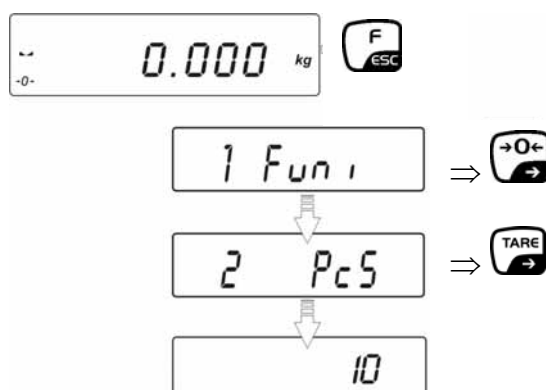 0.000 kg
-0-
F
ESC
1 Funi
⇒ →0←
→
2 PcS
⇒ TARE
→
10